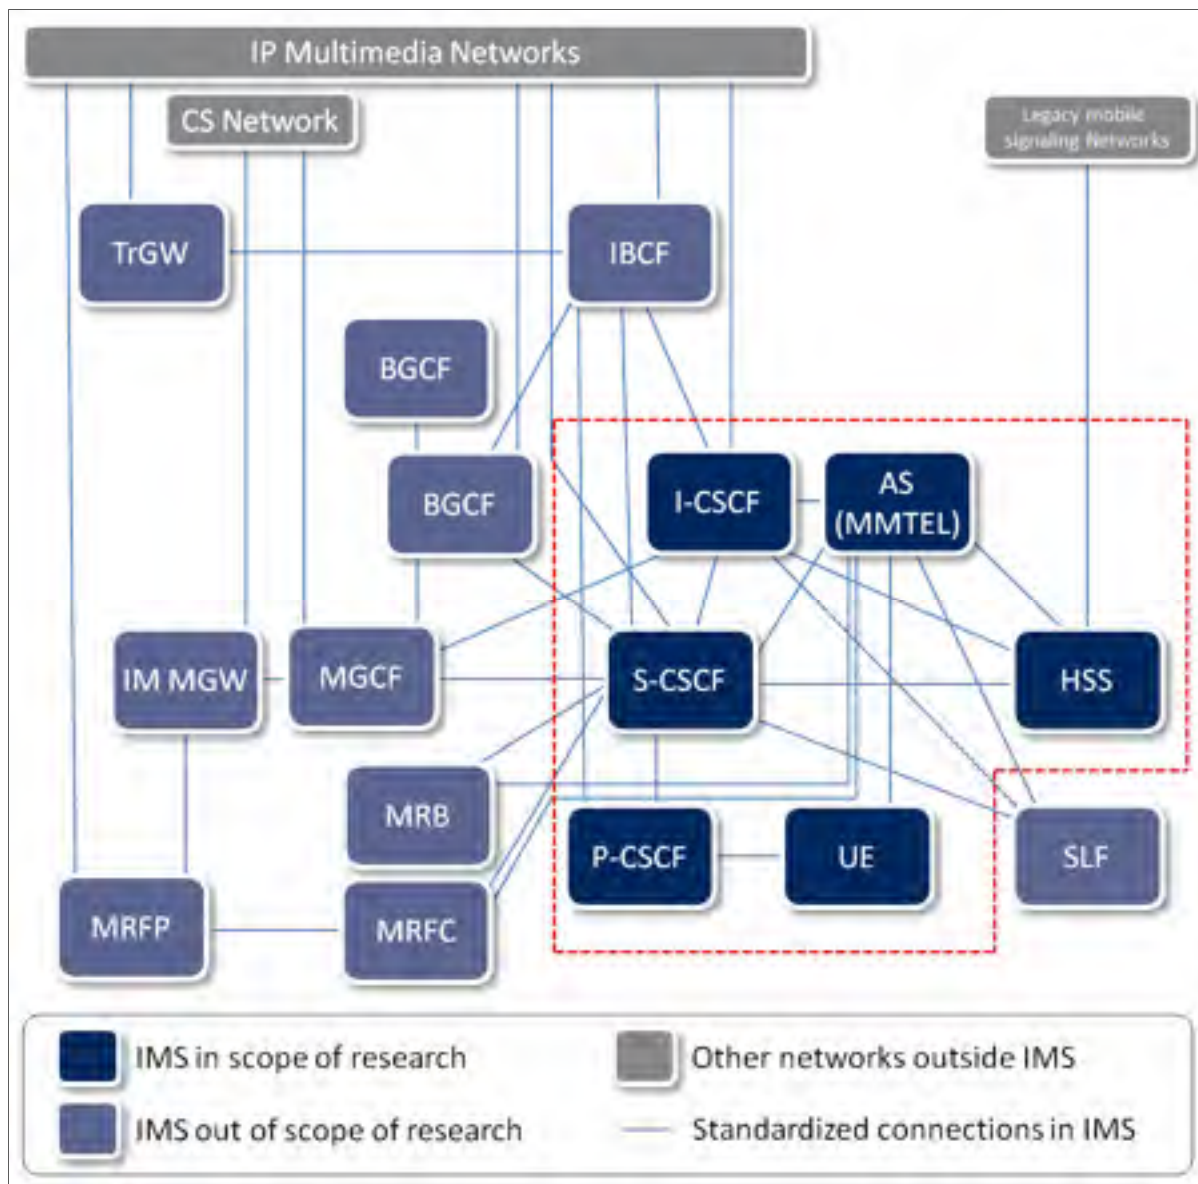 IP Multimedia Networks
CS Network
Legacy mobile
signaling Networks
TrGW
IBCF
BGCF
BGCF
I-CSCF
AS
(MMTEL)
IM MGW
MGCF
S-CSCF
HSS
MRB
P-CSCF
UE
SLF
MRFP
MRFC
IMS in scope of research
Other networks outside IMS
IMS out of scope of research
Standardized connections in IMS